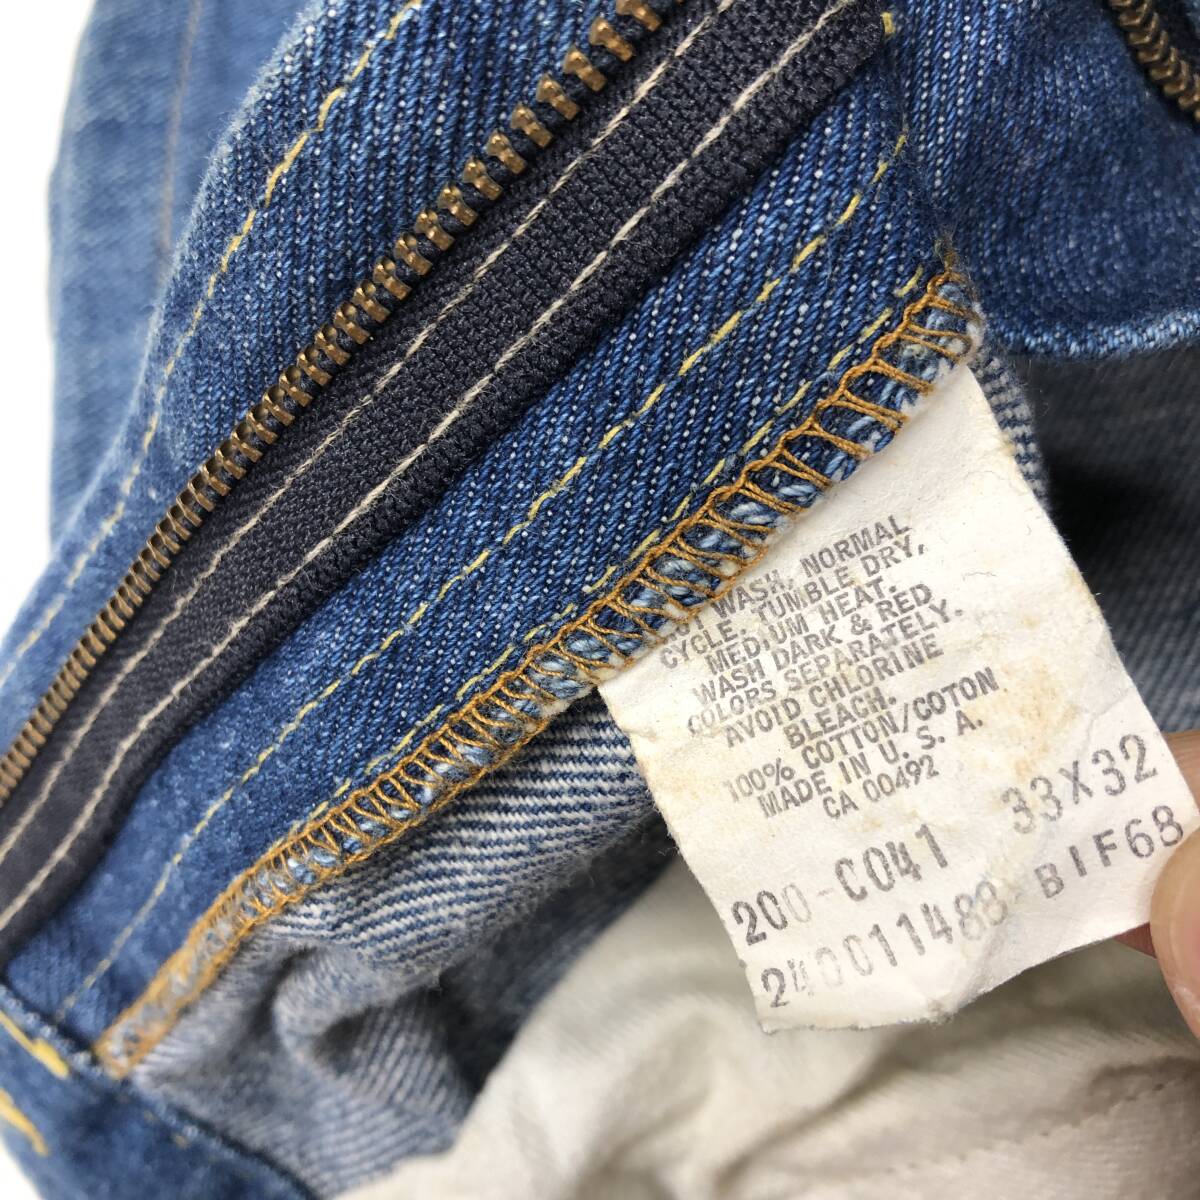 HOT WASH, NORMAL
CYCLE. TUMBLE DRY,
MEDIUM HEAT.
WASH DARK & RED
COLORS SEPARATELY.
AVOID CHLORINE
BLEACH.
100% COTTON/COTON
MADE IN U. S. A.
CA 00492
200-C041 33X32
240011488 BIF68